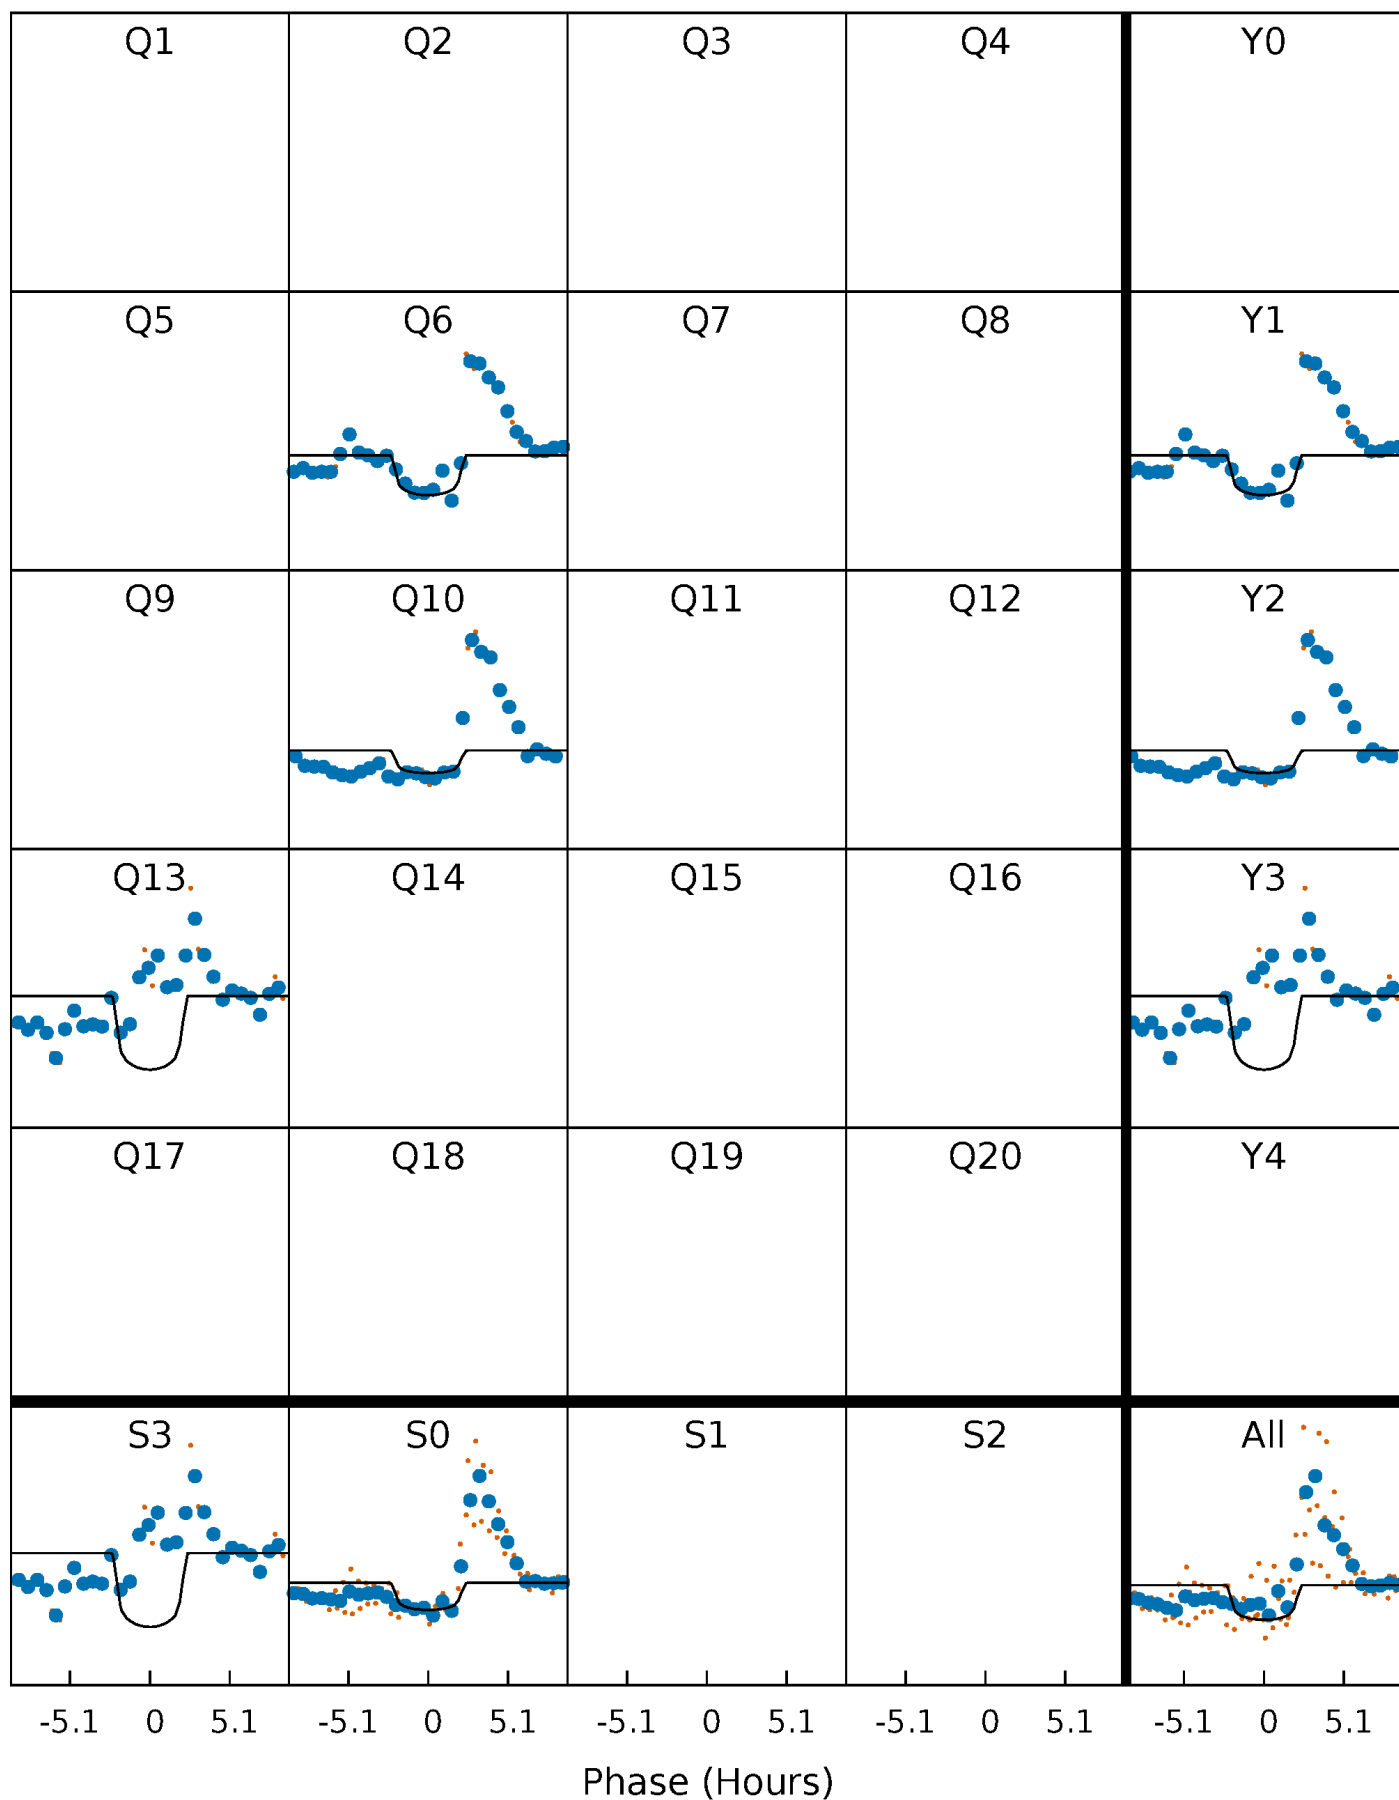 Q1 Q2 Q3 Q4 Y0
Q5 Q6 Q7 Q8 Y1
Q9 Q10 Q11 Q12 Y2
Q13 Q14 Q15 Q16 Y3
Q17 Q18 Q19 Q20 Y4
S3 S0 S1 S2 All
-5.1 0 5.1 -5.1 0 5.1 -5.1 0 5.1 -5.1 0 5.1 -5.1 0 5.1
Phase (Hours)